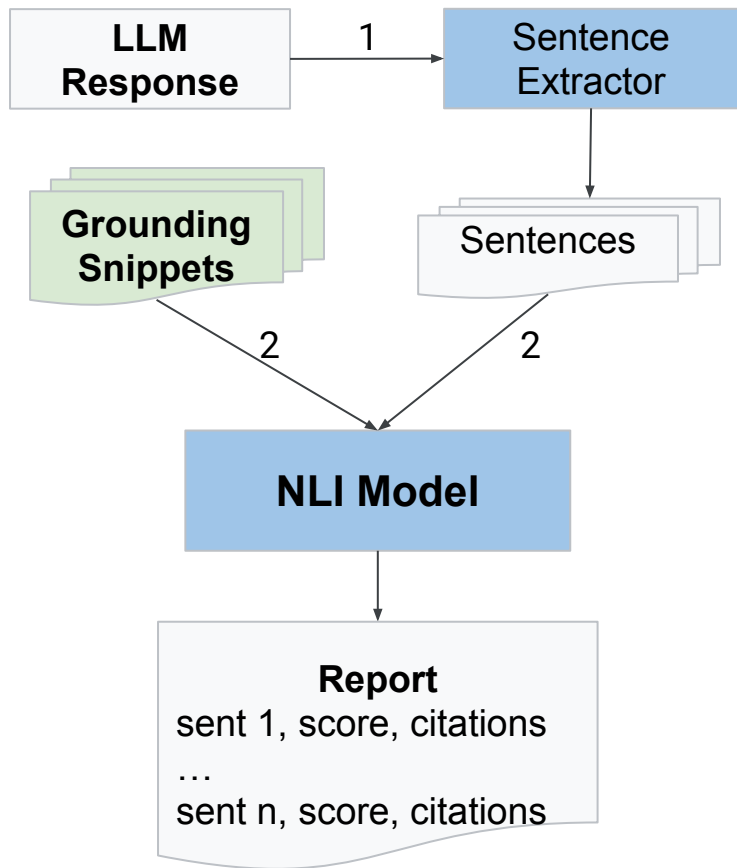 LLM
Response
1
Sentence
Extractor
Grounding
Snippets
Sentences
2
2
NLI Model
Report
sent 1, score, citations
…
sent n, score, citations